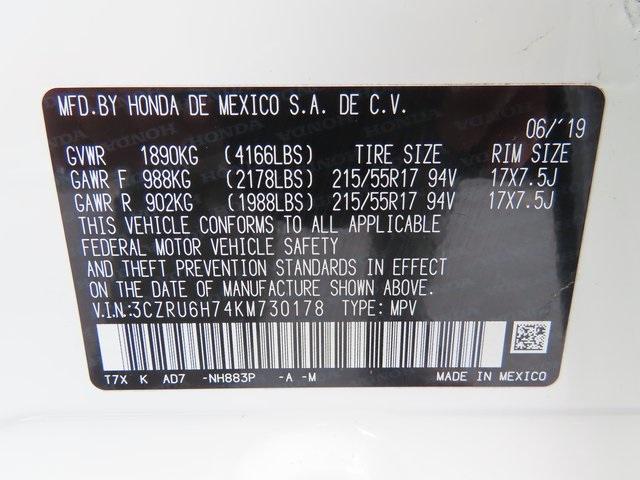 MFD.BY HONDA DE MEXICO S.A. DE C.V.
06/'19
GVWR 1890KG (4166LBS) TIRE SIZE RIM SIZE
GAWR F 988KG (2178LBS) 215/55R17 94V 17X7.5J
GAWR R 902KG (1988LBS) 215/55R17 94V 17X7.5J
THIS VEHICLE CONFORMS TO ALL APPLICABLE
FEDERAL MOTOR VEHICLE SAFETY
AND THEFT PREVENTION STANDARDS IN EFFECT
ON THE DATE OF MANUFACTURE SHOWN ABOVE.
V.I.N.:3CZRU6H74KM730178 TYPE: MPV
T7X K AD7 -NH883P -A -M MADE IN MEXICO